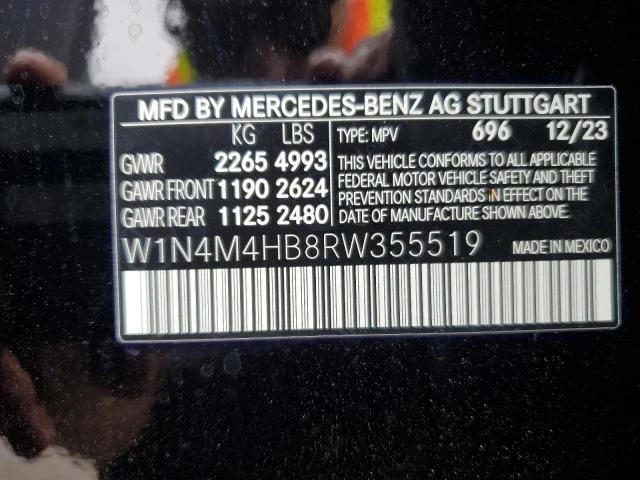 MFD BY MERCEDES-BENZ AG STUTTGART
KG LBS
GVWR 2265 4993
GAWR FRONT 1190 2624
GAWR REAR 1125 2480
TYPE: MPV 696 12/23
THIS VEHICLE CONFORMS TO ALL APPLICABLE
FEDERAL MOTOR VEHICLE SAFETY AND THEFT
PREVENTION STANDARDS IN EFFECT ON THE
DATE OF MANUFACTURE SHOWN ABOVE.
W1N4M4HB8RW355519 MADE IN MEXICO